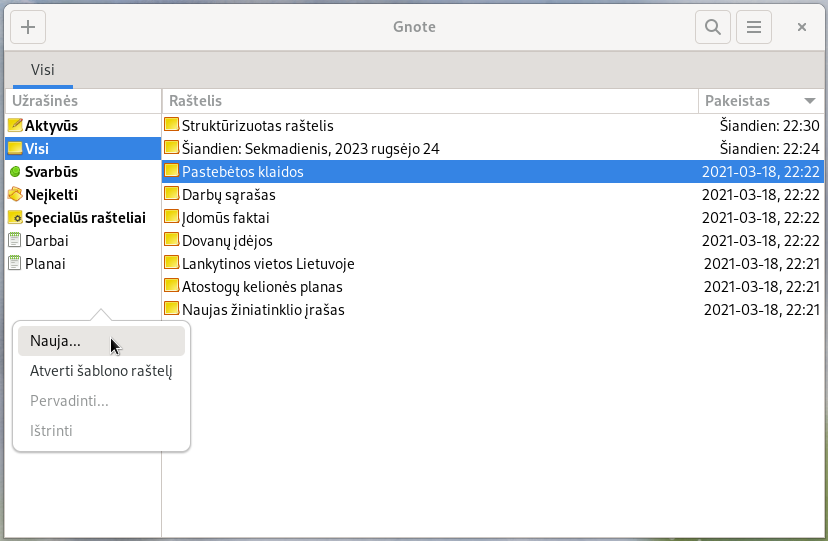 Gnote
Visi
Užrašinės
Raštelis
Pakeistas
Aktyvūs
Visi
Svarbūs
Neįkelti
Specialūs rašteliai
Darbai
Planai
Struktūrizuotas raštelis Šiandien: 22:30
Šiandien: Sekmadienis, 2023 rugsėjo 24 Šiandien: 22:24
Pastebėtos klaidos 2021-03-18, 22:22
Darbų sąrašas 2021-03-18, 22:22
Įdomūs faktai 2021-03-18, 22:22
Dovanų įdėjos 2021-03-18, 22:22
Lankytinos vietos Lietuvoje 2021-03-18, 22:21
Atostogų kelionės planas 2021-03-18, 22:21
Naujas žiniatinklio įrašas 2021-03-18, 22:21
Nauja...
Atverti šablono raštelį
Pervadinti...
Ištrinti